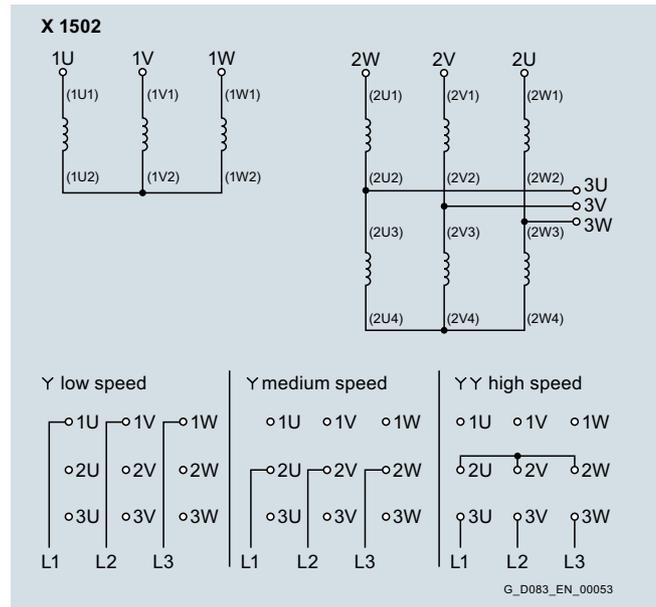 X 1502
1U 1V 1W 2W 2V 2U
(1U1) (1V1) (1W1) (2U1) (2V1) (2W1)
(1U2) (1V2) (1W2) (2U2) (2V2) (2W2) 3U
3V
(2U3) (2V3) (2W3) 3W
(2U4) (2V4) (2W4)
Y low speed Y medium speed YY high speed
1U 1V 1W 1U 1V 1W 1U 1V 1W
2U 2V 2W 2U 2V 2W 2U 2V 2W
3U 3V 3W 3U 3V 3W 3U 3V 3W
L1 L2 L3 L1 L2 L3 L1 L2 L3
G_D083_EN_00053